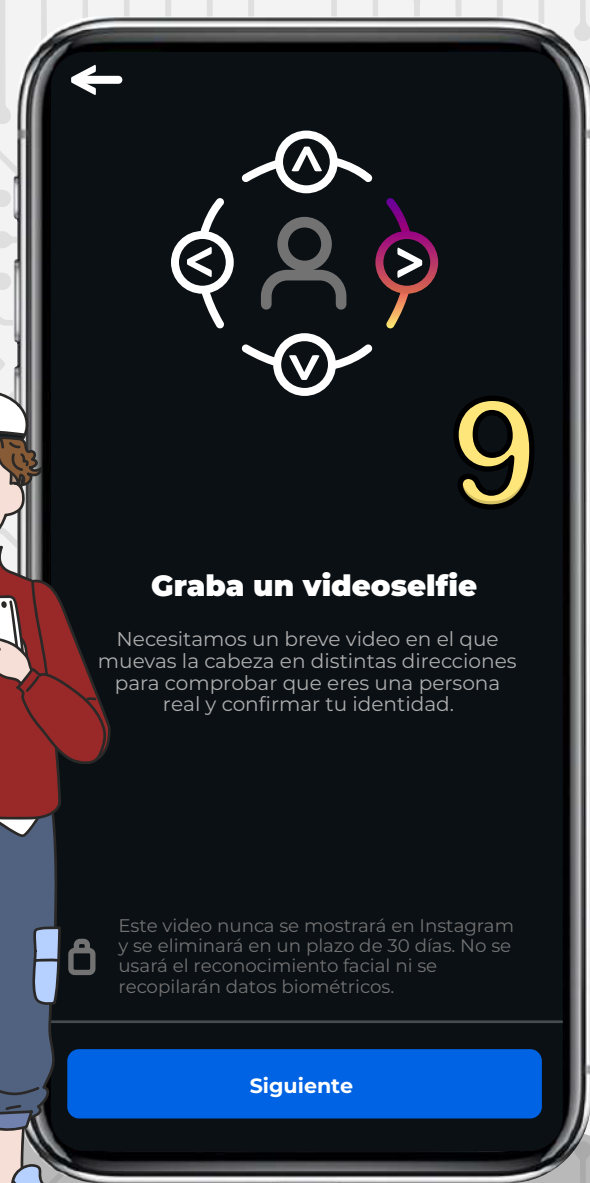 9
Graba un videoselfie
Necesitamos un breve video en el que
muevas la cabeza en distintas direcciones
para comprobar que eres una persona
real y confirmar tu identidad.
Este video nunca se mostrará en Instagram
y se eliminará en un plazo de 30 días. No se
usará el reconocimiento facial ni se
recopilarán datos biométricos.
Siguiente